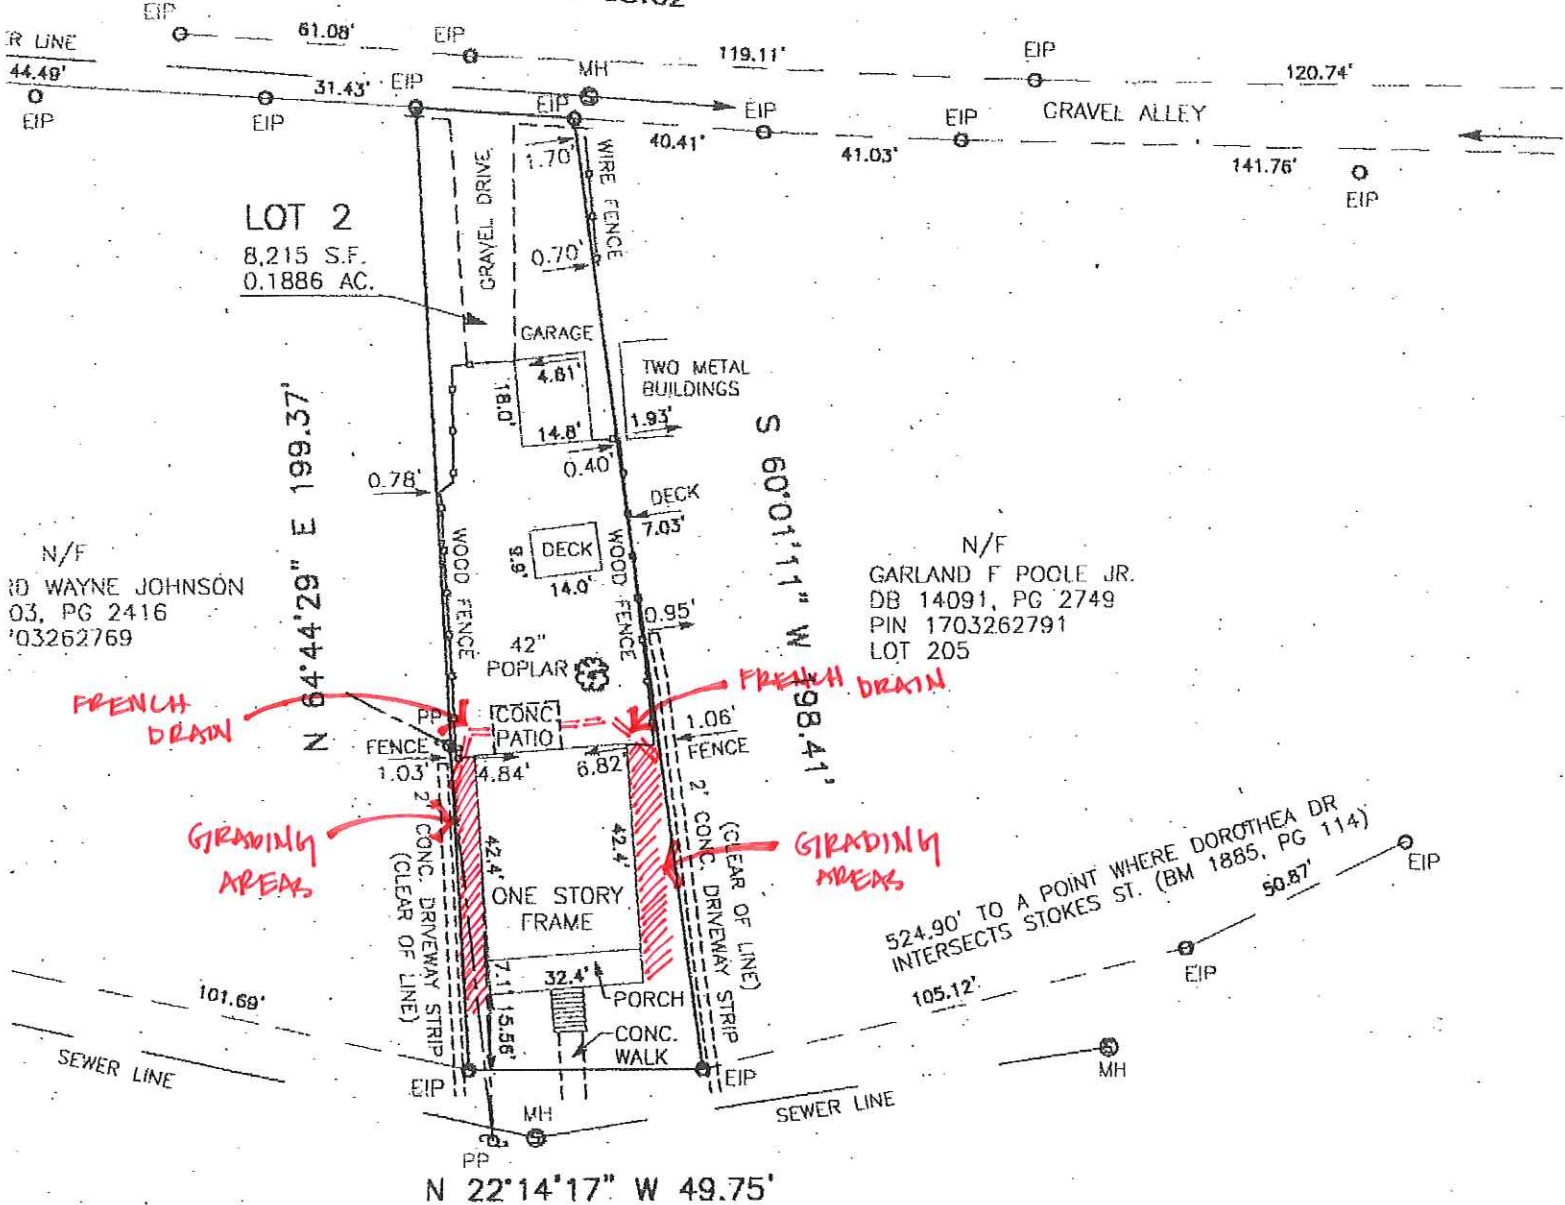 EIP
61.08'
EIP
119.11'
EIP
120.74'
ER LINE
44.49'
EIP
31.43'
EIP
EIP
MH
EIP
EIP
40.41'
41.03'
EIP
GRAVEL ALLEY
141.76'
EIP
LOT 2
8,215 S.F.
0.1886 AC.
GRAVEL DRIVE
1.70'
WIRE FENCE
0.70'
GARAGE
4.61'
18.0'
14.8'
TWO METAL
BUILDINGS
1.93'
0.40'
0.78'
DECK
7.03'
DECK
9.9'
14.0'
WOOD FENCE
WOOD FENCE
0.95'
N 64°44'29" E 199.37'
S 60°01'11" W 198.41'
N/F
WAYNE JOHNSON
03, PG 2416
'03262769
N/F
GARLAND F POOLE JR.
DB 14091, PG 2749
PIN 1703262791
LOT 205
42"
POPLAR
FRENCH
DRAIN
FRENCH DRAIN
PP
CONC
PATIO
1.06'
FENCE
FENCE
1.03'
4.84'
6.82'
2' CONC. DRIVEWAY STRIP
(CLEAR OF LINE)
2' CONC. DRIVEWAY STRIP
(CLEAR OF LINE)
GRADING
AREAS
GRADING
AREAS
42.4'
42.4'
ONE STORY
FRAME
7.1'
32.4'
PORCH
15.56'
CONC.
WALK
524.90' TO A POINT WHERE DOROTHEA DR
INTERSECTS STOKES ST. (BM 1885, PG 114)
50.87'
EIP
EIP
105.12'
101.69'
SEWER LINE
EIP
EIP
MH
SEWER LINE
MH
PP
N 22°14'17" W 49.75'